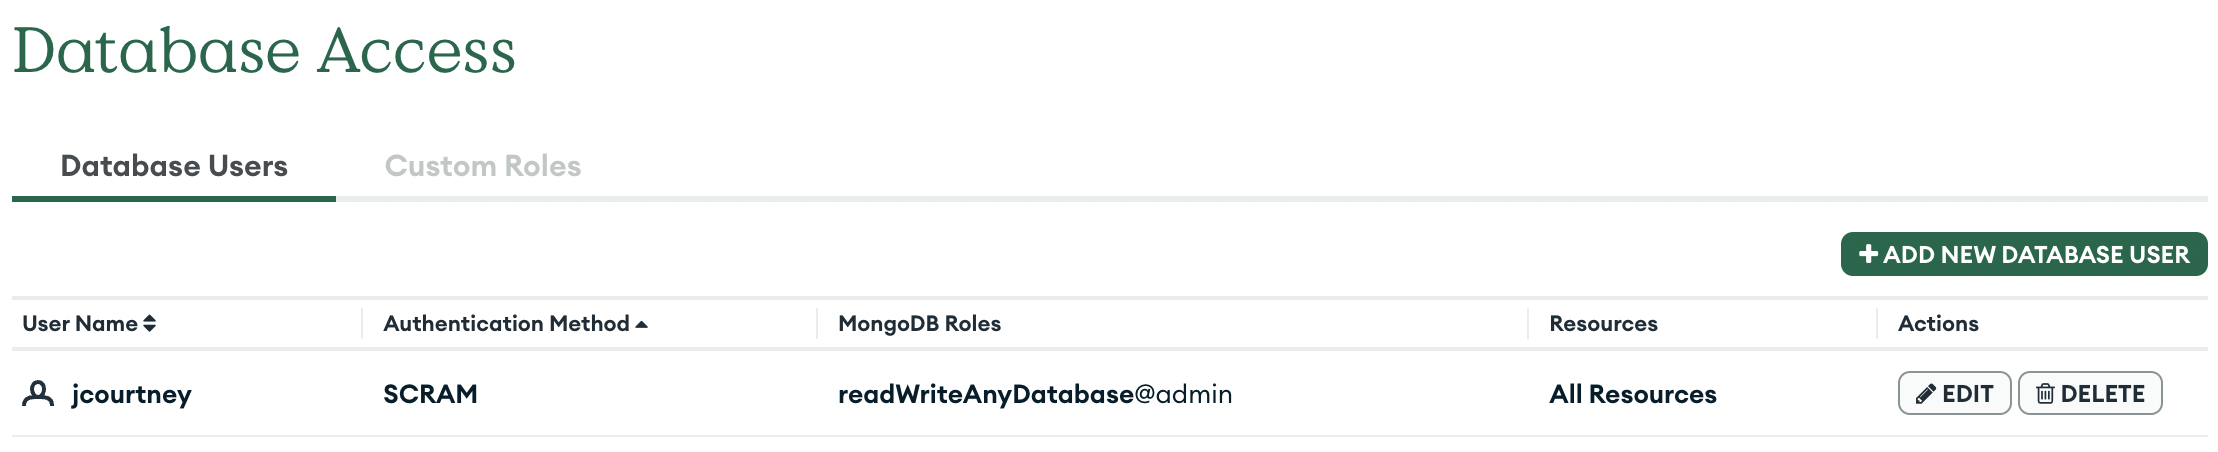 Database Access
Database Users Custom Roles
ADD NEW DATABASE USER
User Name Authentication Method MongoDB Roles Resources Actions
jcourtney SCRAM readWriteAnyDatabase@admin All Resources EDIT DELETE